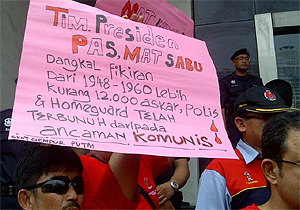 TIM. Presiden
PAS, MAT SABU
Dangkal fikiran
Dari 1948-1960 lebih
kurang 12,000 askar, polis
& Homeguard TELAH
TERBUNUH daripada
ancaman KOMUNIS